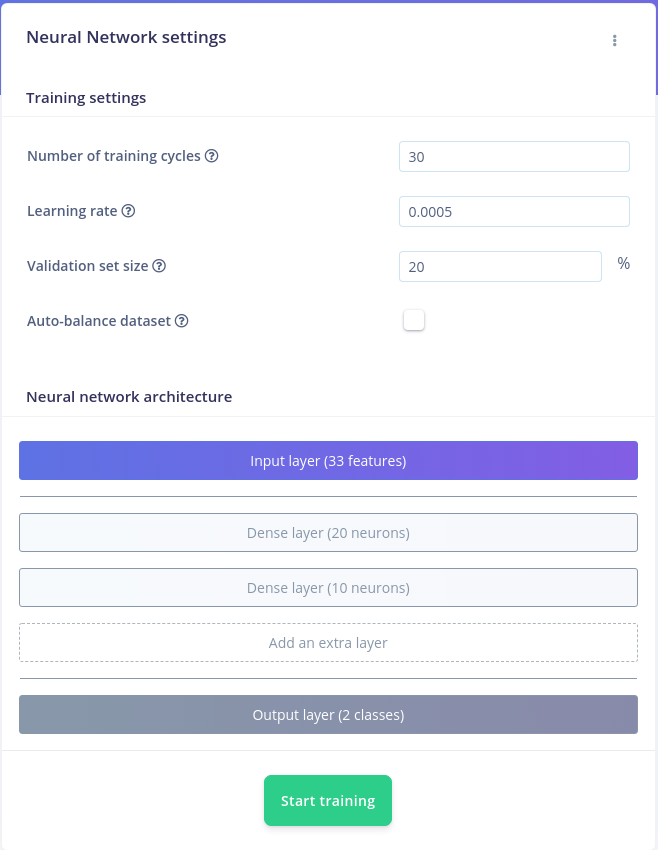 Neural Network settings
Training settings
Number of training cycles ?
30
Learning rate ?
0.0005
Validation set size ?
20 %
Auto-balance dataset ?
Neural network architecture
Input layer (33 features)
Dense layer (20 neurons)
Dense layer (10 neurons)
Add an extra layer
Output layer (2 classes)
Start training